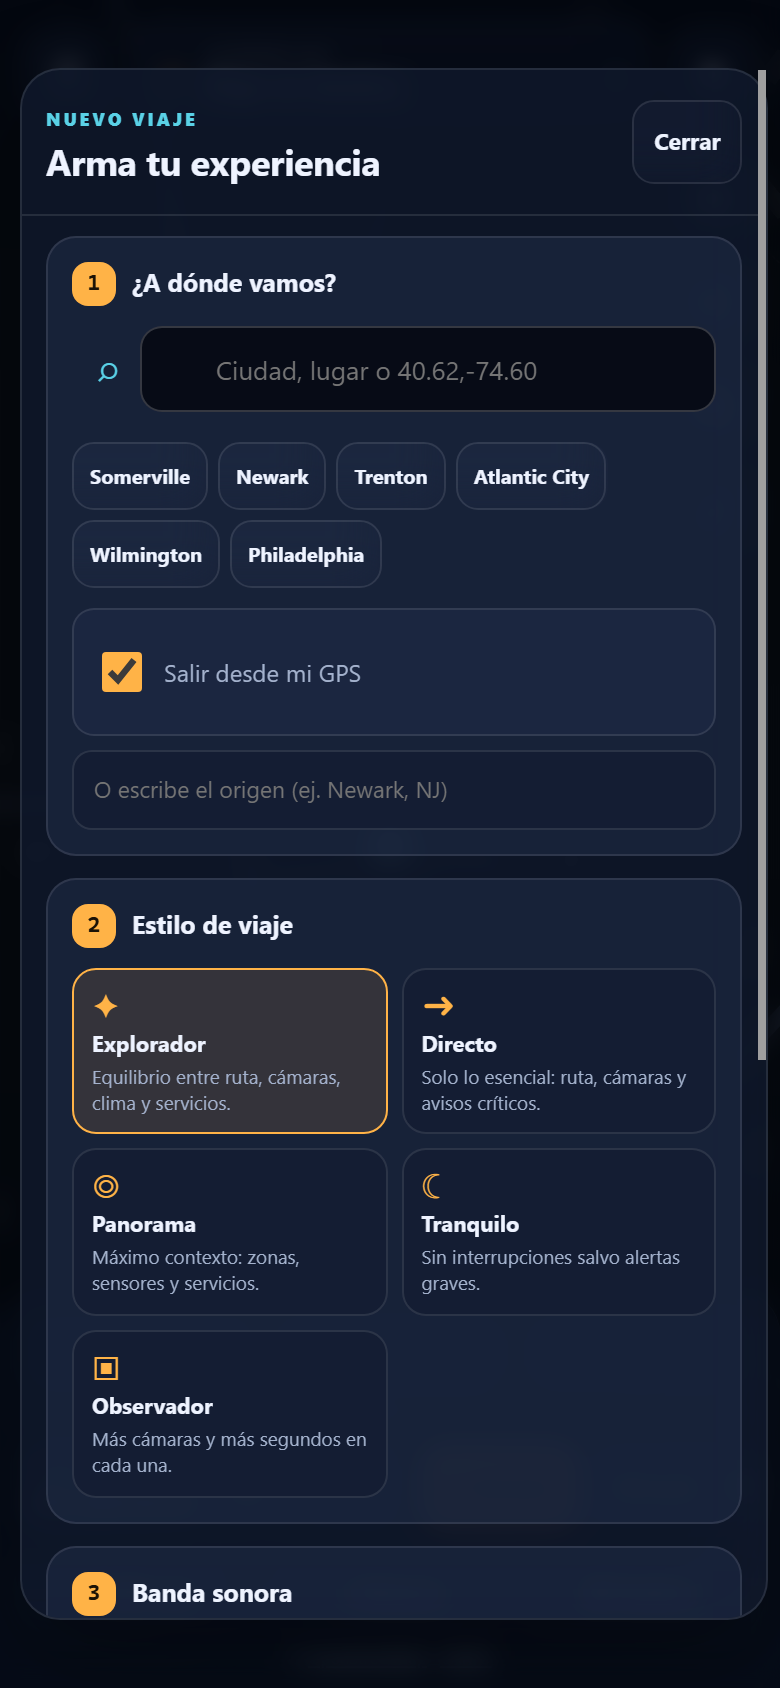 NUEVO VIAJE
Arma tu experiencia
Cerrar
1 ¿A dónde vamos?
Ciudad, lugar o 40.62,-74.60
Somerville Newark Trenton Atlantic City
Wilmington Philadelphia
Salir desde mi GPS
O escribe el origen (ej. Newark, NJ)
2 Estilo de viaje
Explorador
Equilibrio entre ruta, cámaras,
clima y servicios.
Directo
Solo lo esencial: ruta, cámaras y
avisos críticos.
Panorama
Máximo contexto: zonas,
sensores y servicios.
Tranquilo
Sin interrupciones salvo alertas
graves.
Observador
Más cámaras y más segundos en
cada una.
3 Banda sonora